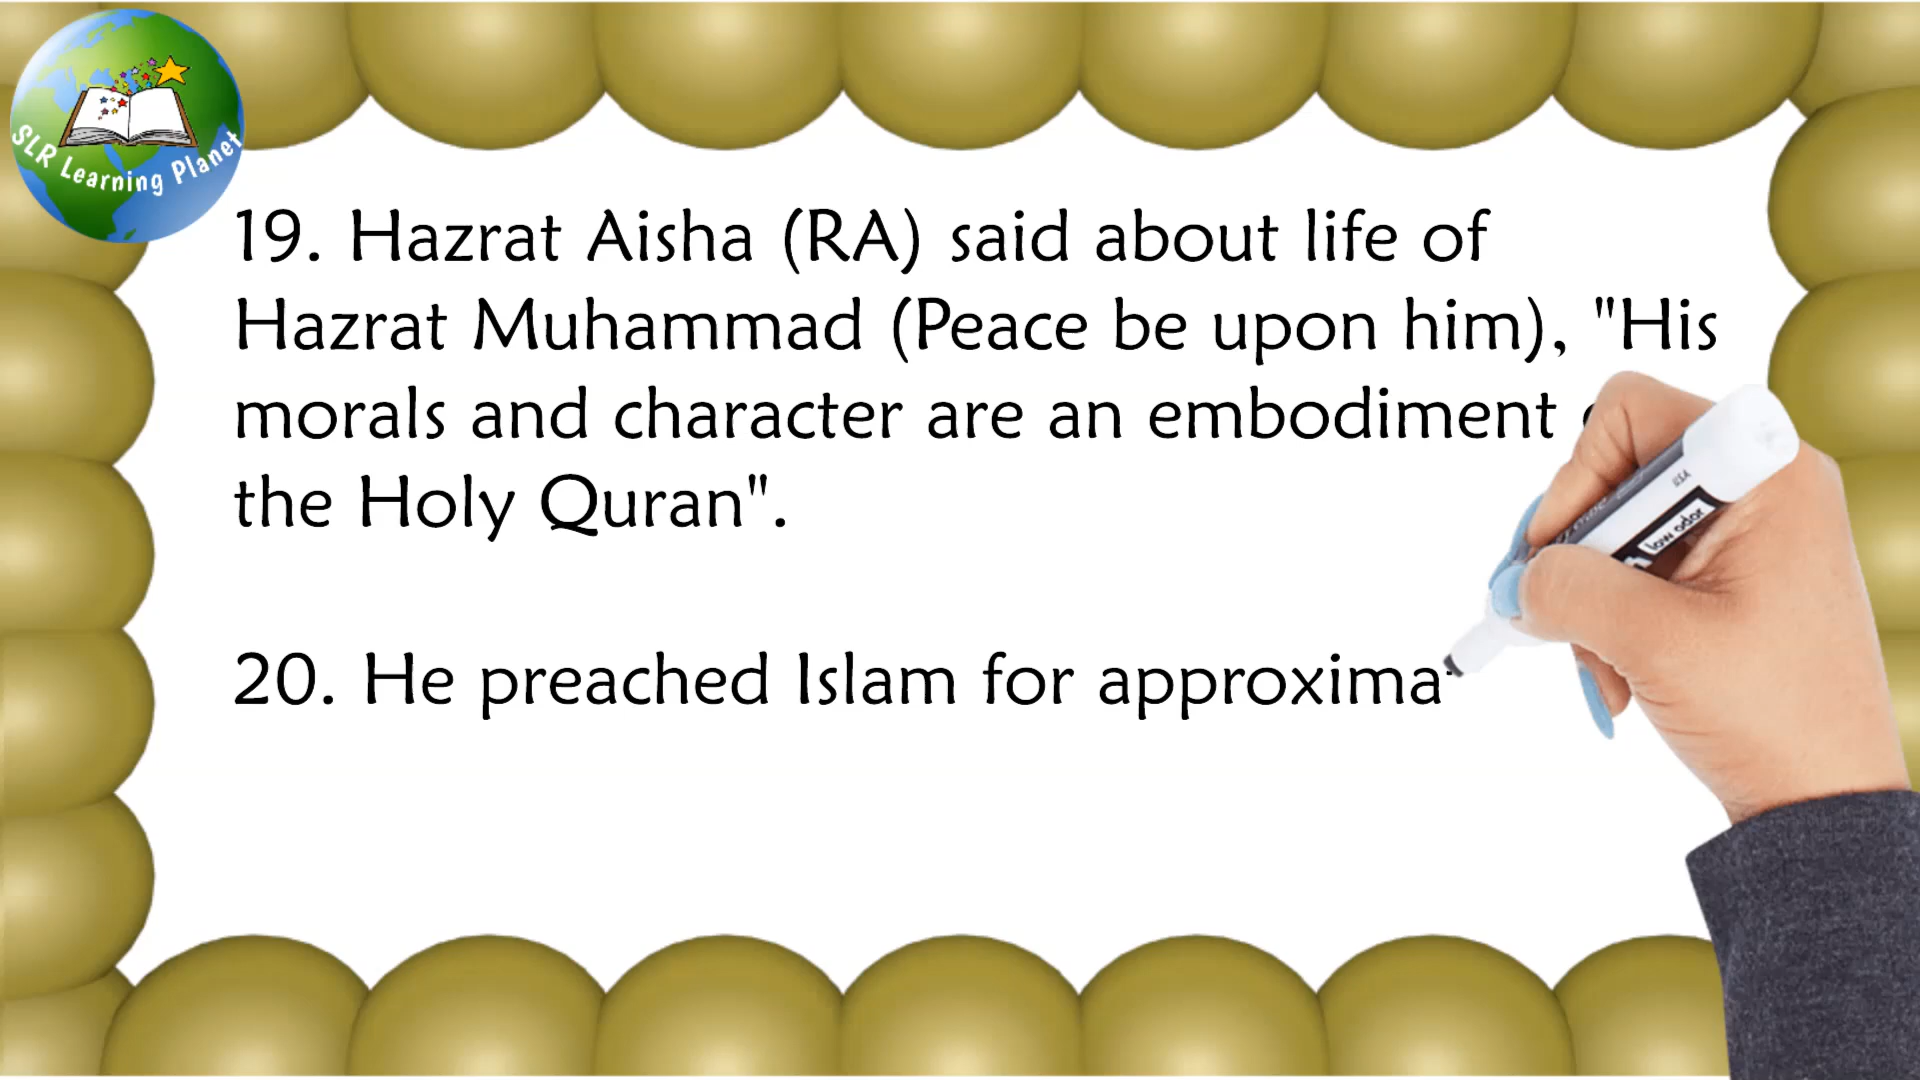 SLR Learning Planet
19. Hazrat Aisha (RA) said about life of
Hazrat Muhammad (Peace be upon him), "His
morals and character are an embodiment
the Holy Quran".
20. He preached Islam for approxima
USA
low odor